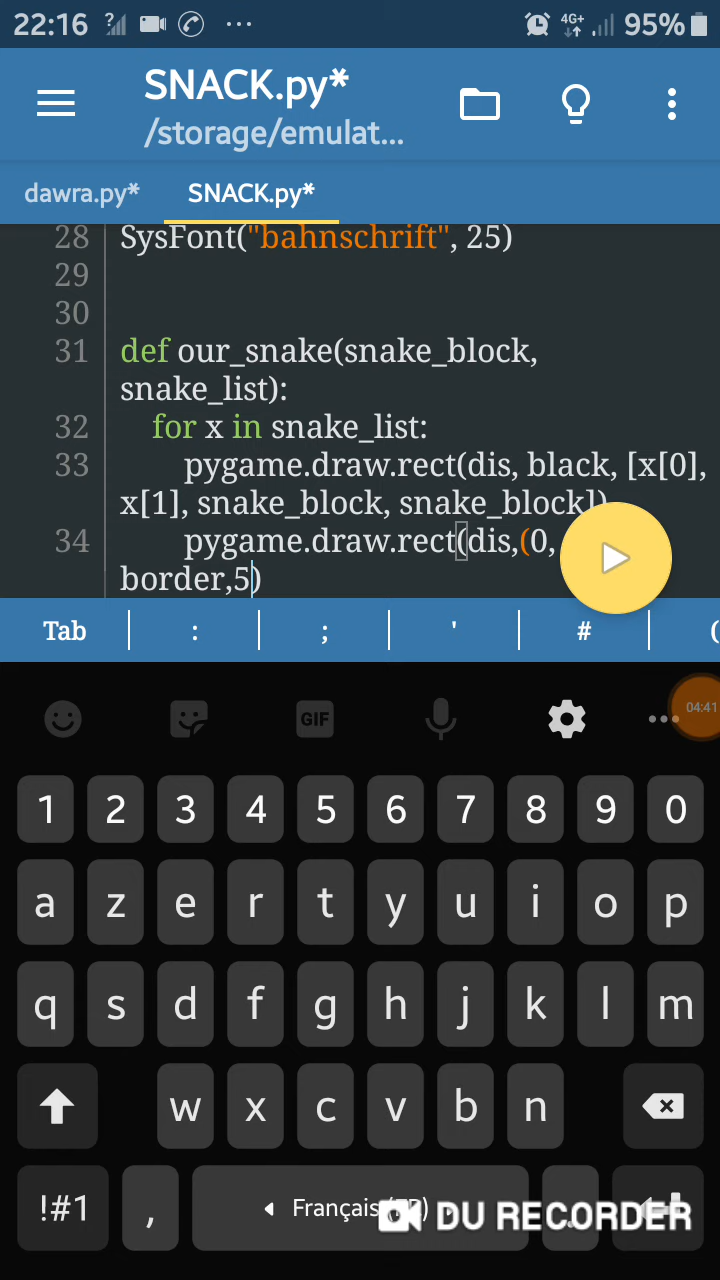 22:16 ? ... 4G+ 95%
SNACK.py*
/storage/emulat...
dawra.py* SNACK.py*
28 SysFont("bahnschrift", 25)
29
30
31 def our_snake(snake_block,
snake_list):
32 for x in snake_list:
33 pygame.draw.rect(dis, black, [x[0],
x[1], snake_block, snake_block])
34 pygame.draw.rect(dis,(0,
border,5)
Tab : ; ' # (
GIF 04:41
1 2 3 4 5 6 7 8 9 0
a z e r t y u i o p
q s d f g h j k l m
w x c v b n
!#1 , Français .
DU RECORDER